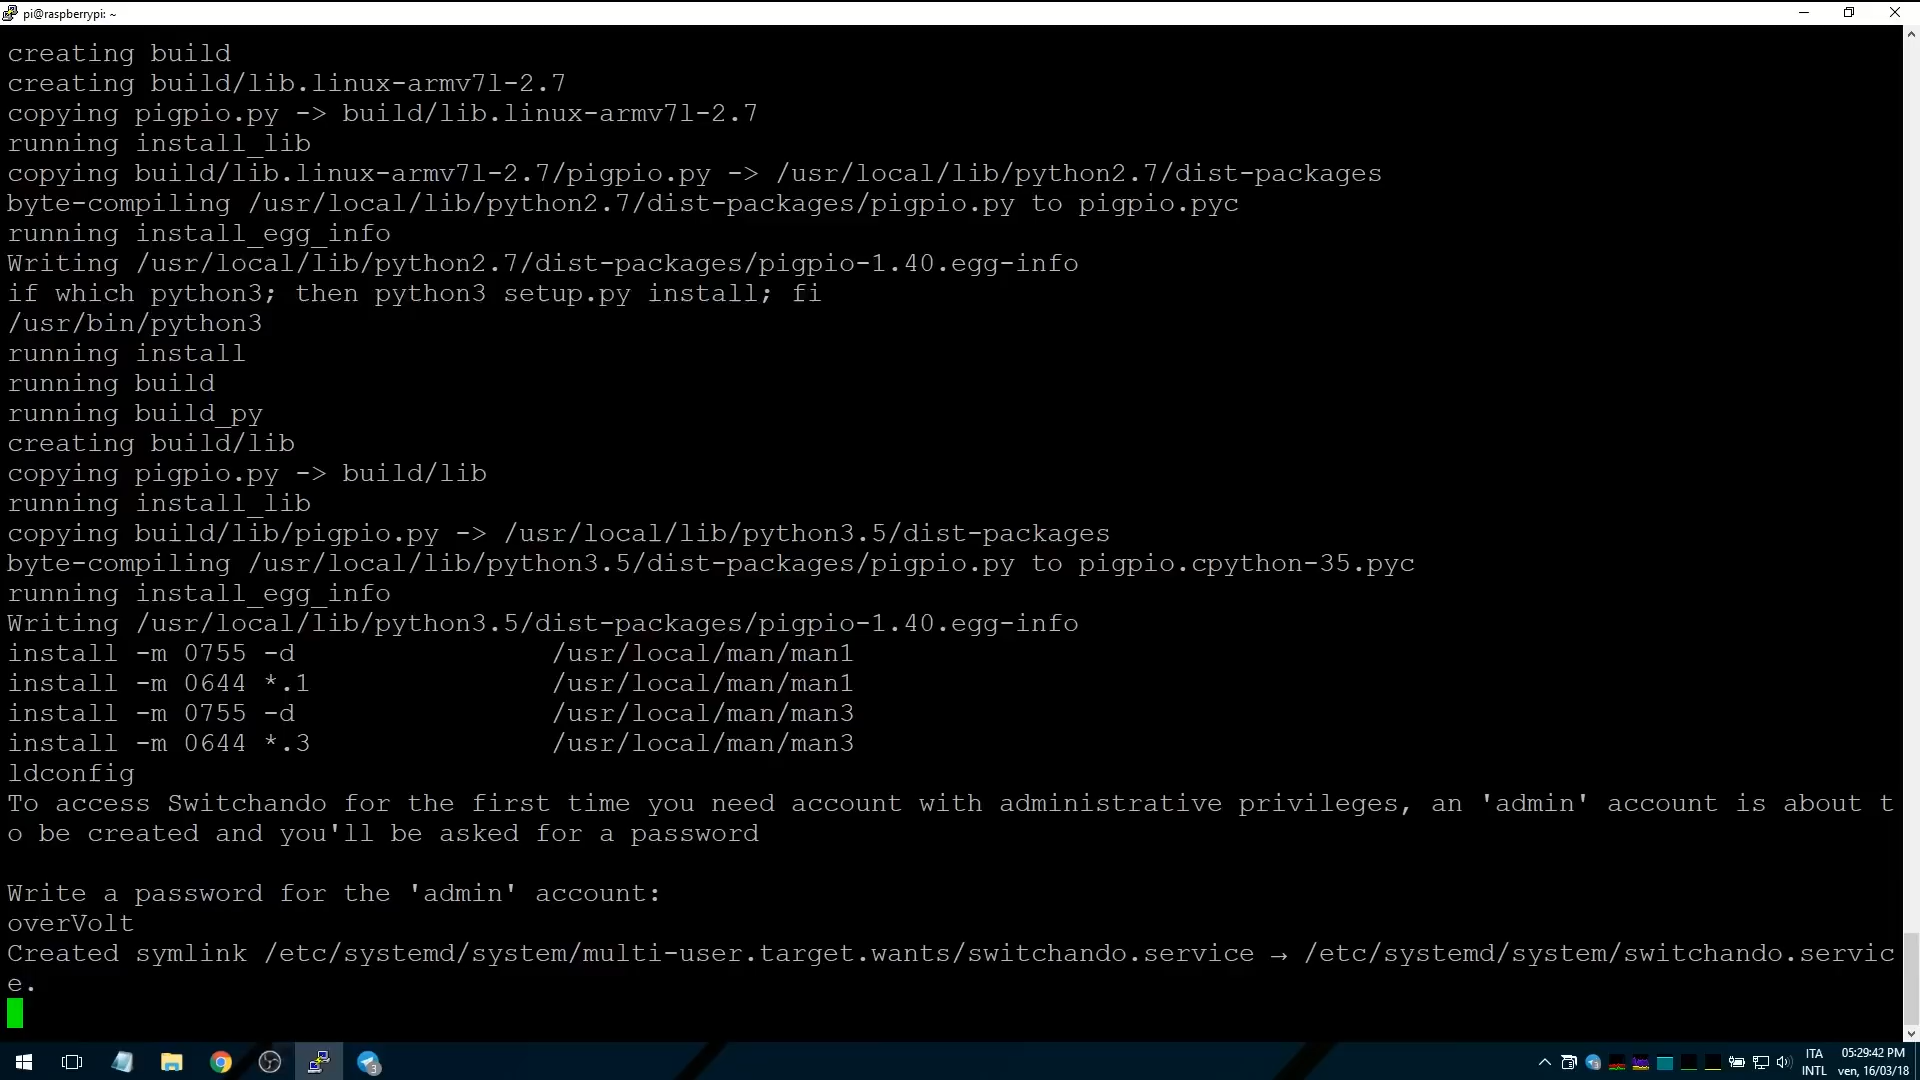 pi@raspberrypi: ~
creating build
creating build/lib.linux-armv7l-2.7
copying pigpio.py -> build/lib.linux-armv7l-2.7
running install_lib
copying build/lib.linux-armv7l-2.7/pigpio.py -> /usr/local/lib/python2.7/dist-packages
byte-compiling /usr/local/lib/python2.7/dist-packages/pigpio.py to pigpio.pyc
running install_egg_info
Writing /usr/local/lib/python2.7/dist-packages/pigpio-1.40.egg-info
if which python3; then python3 setup.py install; fi
/usr/bin/python3
running install
running build
running build_py
creating build/lib
copying pigpio.py -> build/lib
running install_lib
copying build/lib/pigpio.py -> /usr/local/lib/python3.5/dist-packages
byte-compiling /usr/local/lib/python3.5/dist-packages/pigpio.py to pigpio.cpython-35.pyc
running install_egg_info
Writing /usr/local/lib/python3.5/dist-packages/pigpio-1.40.egg-info
install -m 0755 -d                /usr/local/man/man1
install -m 0644 *.1               /usr/local/man/man1
install -m 0755 -d                /usr/local/man/man3
install -m 0644 *.3               /usr/local/man/man3
ldconfig
To access Switchando for the first time you need account with administrative privileges, an 'admin' account is about t
o be created and you'll be asked for a password
Write a password for the 'admin' account:
overVolt
Created symlink /etc/systemd/system/multi-user.target.wants/switchando.service → /etc/systemd/system/switchando.servic
e.
3
ITA
INTL
05:29:42 PM
ven, 16/03/18